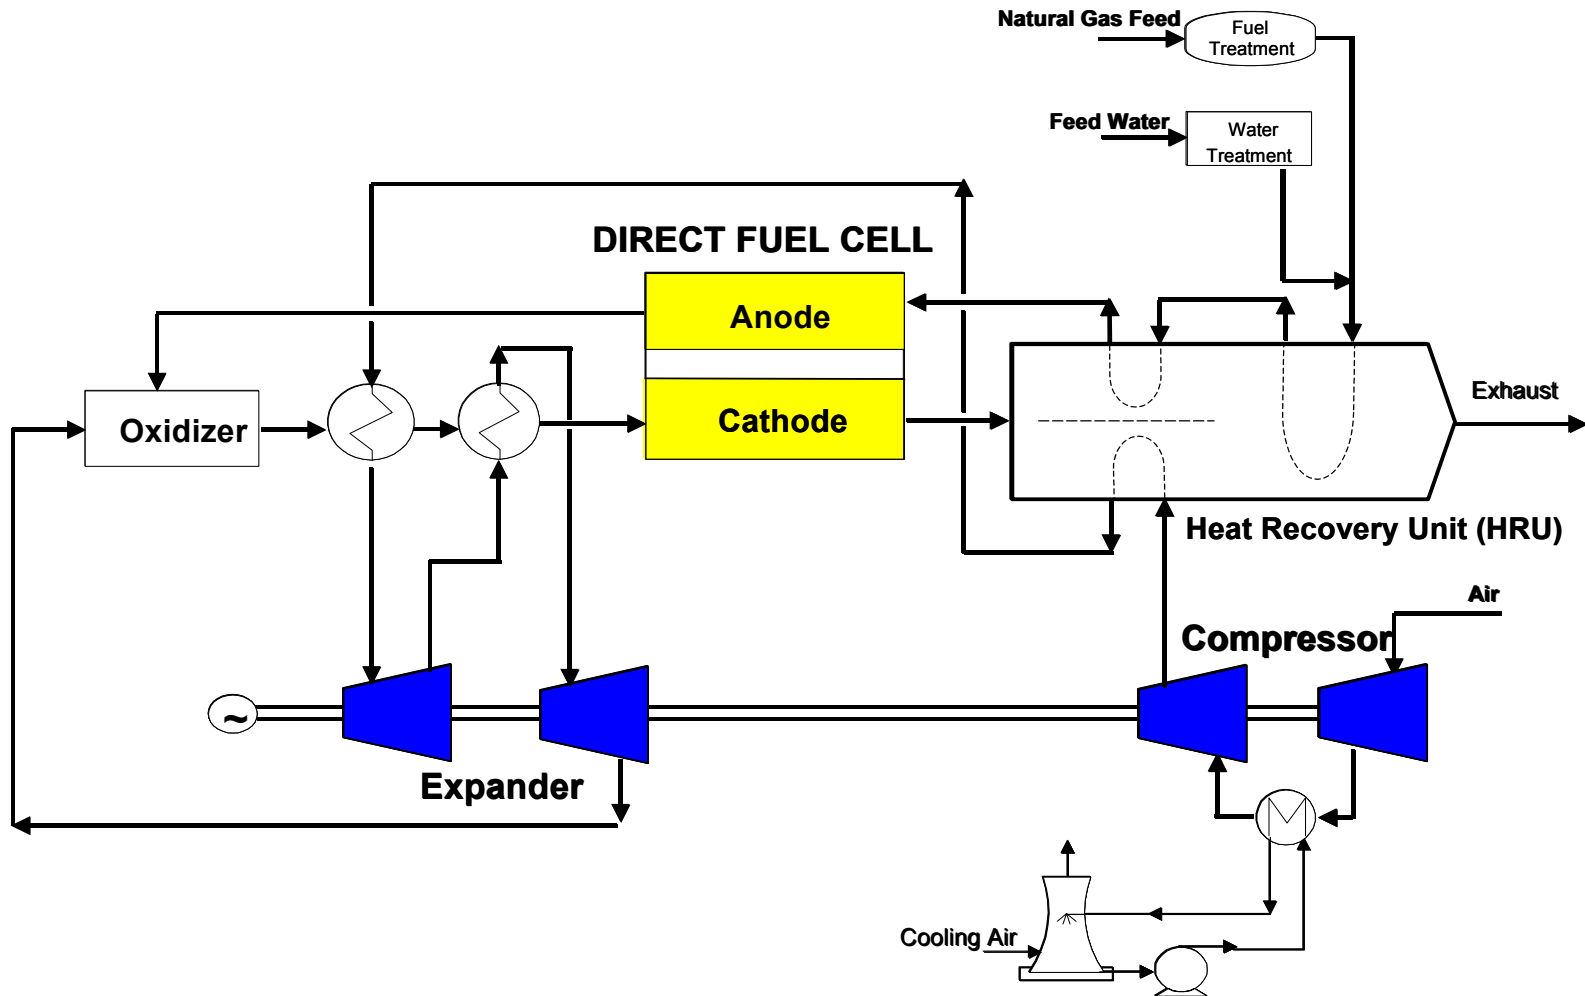 Natural Gas Feed
Fuel
Treatment
Feed Water
Water
Treatment
DIRECT FUEL CELL
Anode
Cathode
Oxidizer
Exhaust
Heat Recovery Unit (HRU)
Air
Compressor
~
Expander
Cooling Air